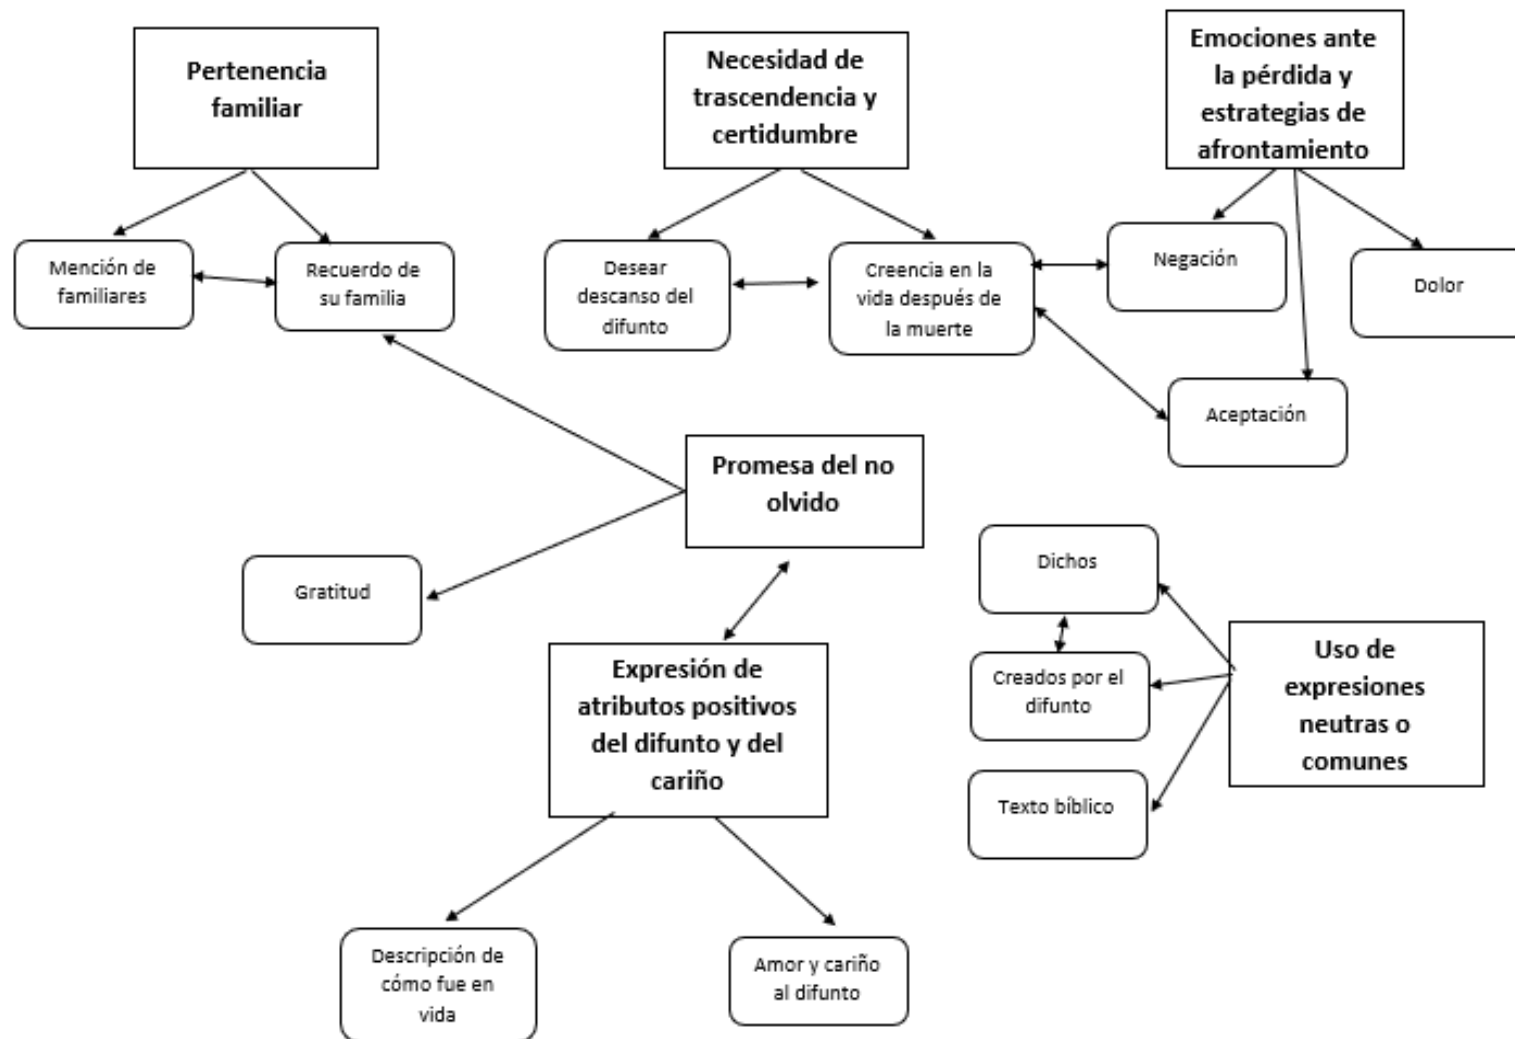 Pertenencia
familiar
Necesidad de
trascendencia y
certidumbre
Emociones ante
la pérdida y
estrategias de
afrontamiento
Mención de
familiares
Recuerdo de
su familia
Desear
descanso del
difunto
Creencia en la
vida después de
la muerte
Negación
Dolor
Aceptación
Promesa del no
olvido
Gratitud
Dichos
Creados por el
difunto
Texto bíblico
Uso de
expresiones
neutras o
comunes
Expresión de
atributos positivos
del difunto y del
cariño
Descripción de
cómo fue en
vida
Amor y cariño
al difunto